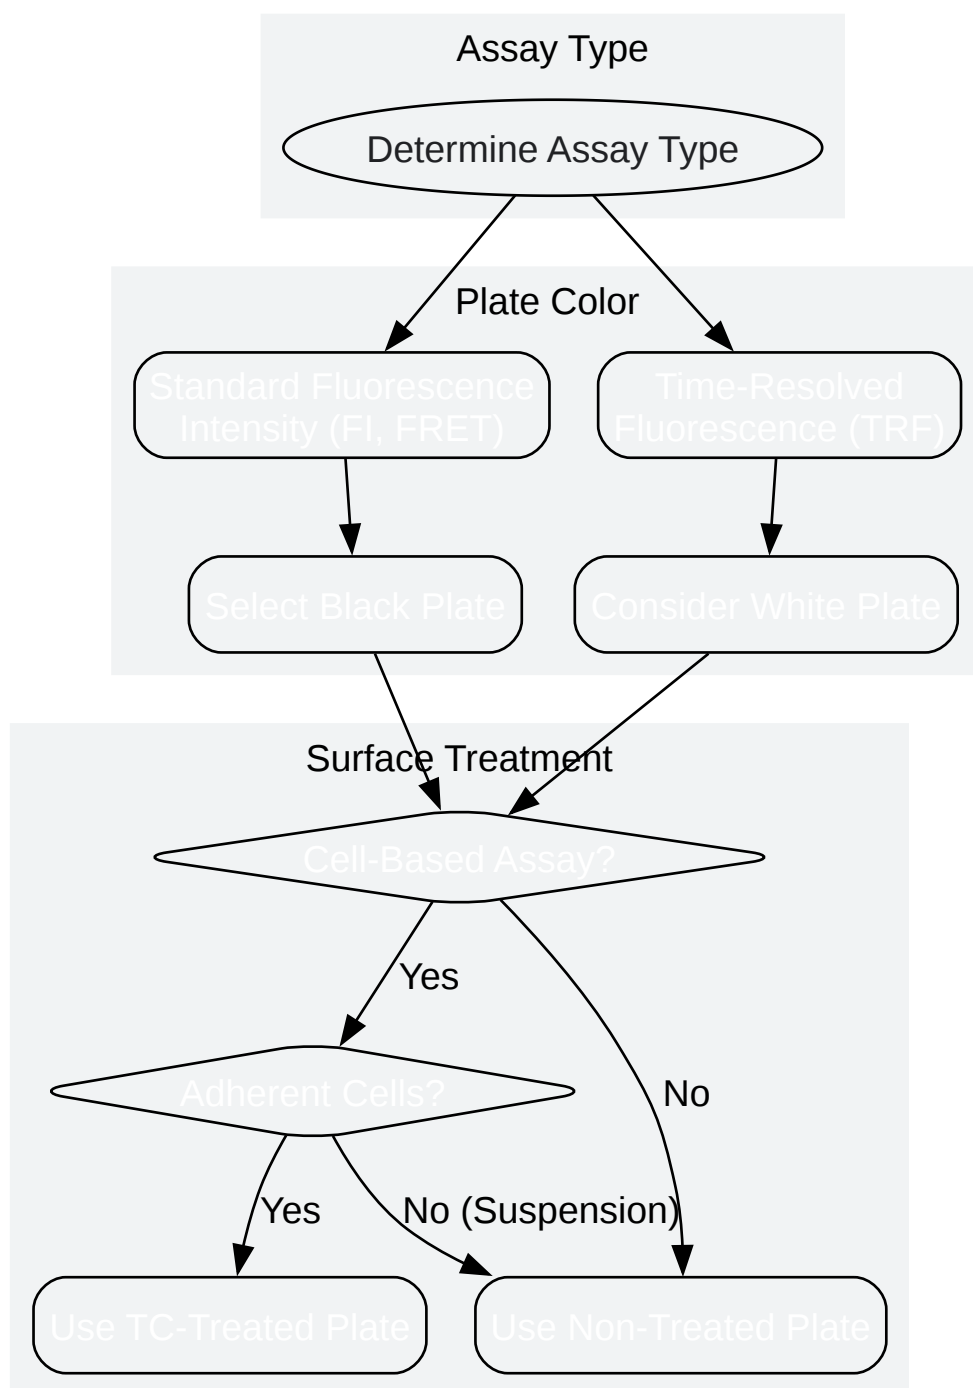 Assay Type
Determine Assay Type
Plate Color
Standard Fluorescence
Intensity (FI, FRET)
Time-Resolved
Fluorescence (TRF)
Select Black Plate
Consider White Plate
Surface Treatment
Cell-Based Assay?
Yes
Adherent Cells?
No
Yes
No (Suspension)
Use TC-Treated Plate
Use Non-Treated Plate